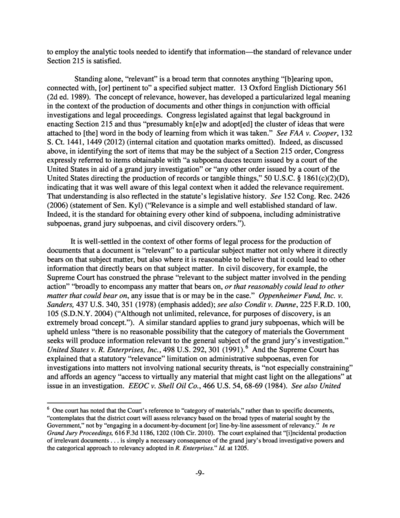 to employ the analytic tools needed to identify that information—the standard of relevance under
Section 215 is satisfied.
Standing alone, “relevant” is a broad term that connotes anything “[b]earing upon,
connected with, [or] pertinent to” a specified subject matter. 13 Oxford English Dictionary 561
(2d ed. 1989). The concept of relevance, however, has developed a particularized legal meaning
in the context of the production of documents and other things in conjunction with official
investigations and legal proceedings. Congress legislated against that legal background in
enacting Section 215 and thus “presumably kn[e]w and adopt[ed] the cluster of ideas that were
attached to [the] word in the body of learning from which it was taken.” See FAA v. Cooper, 132
S. Ct. 1441, 1449 (2012) (internal citation and quotation marks omitted). Indeed, as discussed
above, in identifying the sort of items that may be the subject of a Section 215 order, Congress
expressly referred to items obtainable with “a subpoena duces tecum issued by a court of the
United States in aid of a grand jury investigation” or “any other order issued by a court of the
United States directing the production of records or tangible things,” 50 U.S.C. § 1861(c)(2)(D),
indicating that it was well aware of this legal context when it added the relevance requirement.
That understanding is also reflected in the statute’s legislative history. See 152 Cong. Rec. 2426
(2006) (statement of Sen. Kyl) (“Relevance is a simple and well established standard of law.
Indeed, it is the standard for obtaining every other kind of subpoena, including administrative
subpoenas, grand jury subpoenas, and civil discovery orders.”).
It is well-settled in the context of other forms of legal process for the production of
documents that a document is “relevant” to a particular subject matter not only where it directly
bears on that subject matter, but also where it is reasonable to believe that it could lead to other
information that directly bears on that subject matter. In civil discovery, for example, the
Supreme Court has construed the phrase “relevant to the subject matter involved in the pending
action” “broadly to encompass any matter that bears on, or that reasonably could lead to other
matter that could bear on, any issue that is or may be in the case.” Oppenheimer Fund, Inc. v.
Sanders, 437 U.S. 340, 351 (1978) (emphasis added); see also Condit v. Dunne, 225 F.R.D. 100,
105 (S.D.N.Y. 2004) (“Although not unlimited, relevance, for purposes of discovery, is an
extremely broad concept.”). A similar standard applies to grand jury subpoenas, which will be
upheld unless “there is no reasonable possibility that the category of materials the Government
seeks will produce information relevant to the general subject of the grand jury’s investigation.”
United States v. R. Enterprises, Inc., 498 U.S. 292, 301 (1991).6 And the Supreme Court has
explained that a statutory “relevance” limitation on administrative subpoenas, even for
investigations into matters not involving national security threats, is “not especially constraining”
and affords an agency “access to virtually any material that might cast light on the allegations” at
issue in an investigation. EEOC v. Shell Oil Co., 466 U.S. 54, 68-69 (1984). See also United
6 One court has noted that the Court’s reference to “category of materials,” rather than to specific documents,
“contemplates that the district court will assess relevancy based on the broad types of material sought by the
Government,” not by “engaging in a document-by-document [or] line-by-line assessment of relevancy.” In re
Grand Jury Proceedings, 616 F.3d 1186, 1202 (10th Cir. 2010). The court explained that “[i]ncidental production
of irrelevant documents . . . is simply a necessary consequence of the grand jury’s broad investigative powers and
the categorical approach to relevancy adopted in R. Enterprises.” Id. at 1205.
-9-